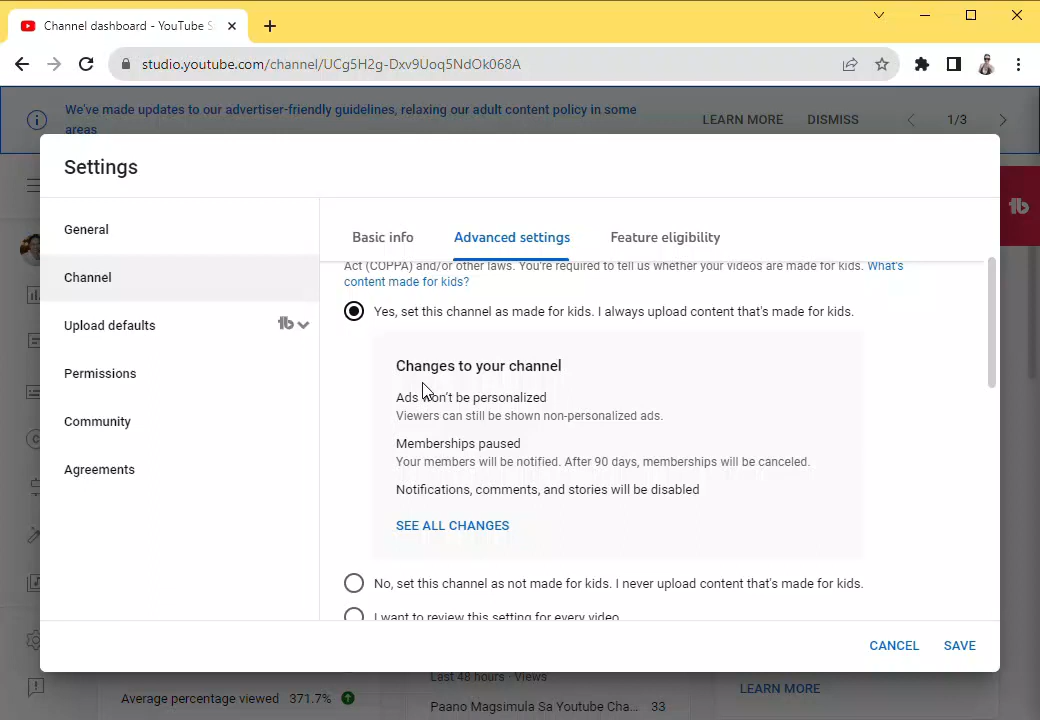 Channel dashboard - YouTube S
studio.youtube.com/channel/UCg5H2g-Dxv9Uoq5NdOk068A
We've made updates to our advertiser-friendly guidelines, relaxing our adult content policy in some
areas
LEARN MORE
DISMISS
1/3
Settings
General
Channel
Upload defaults
Permissions
Community
Agreements
Basic info
Advanced settings
Feature eligibility
Act (COPPA) and/or other laws. You're required to tell us whether your videos are made for kids. What's
content made for kids?
Yes, set this channel as made for kids. I always upload content that's made for kids.
Changes to your channel
Ads won't be personalized
Viewers can still be shown non-personalized ads.
Memberships paused
Your members will be notified. After 90 days, memberships will be canceled.
Notifications, comments, and stories will be disabled
SEE ALL CHANGES
No, set this channel as not made for kids. I never upload content that's made for kids.
I want to review this setting for every video.
CANCEL
SAVE
Average percentage viewed 371.7%
Last 48 hours · Views
Paano Magsimula Sa Youtube Cha... 33
LEARN MORE